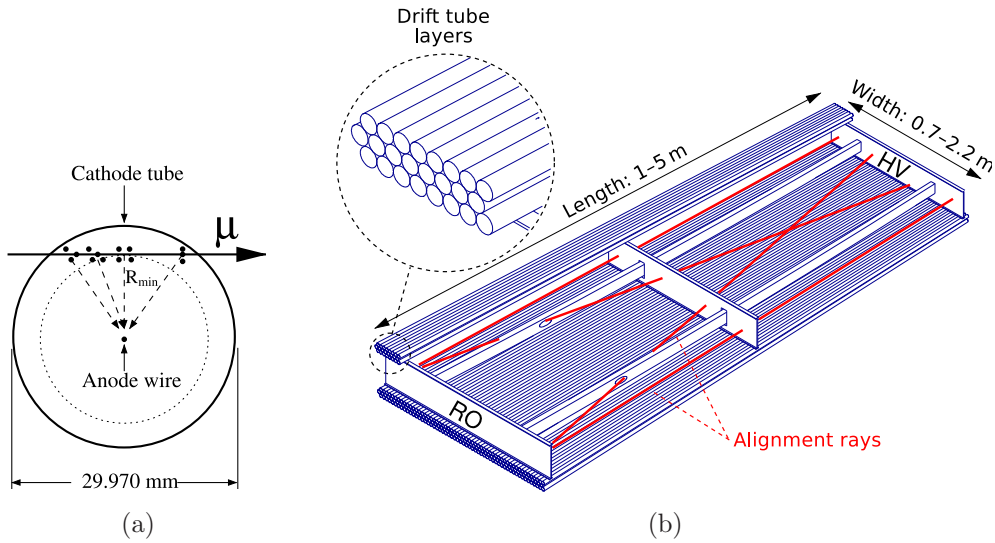 Cathode tube
μ
R_min
Anode wire
29.970 mm
(a)
Drift tube
layers
Length: 1–5 m
Width: 0.7–2.2 m
HV
RO
Alignment rays
(b)